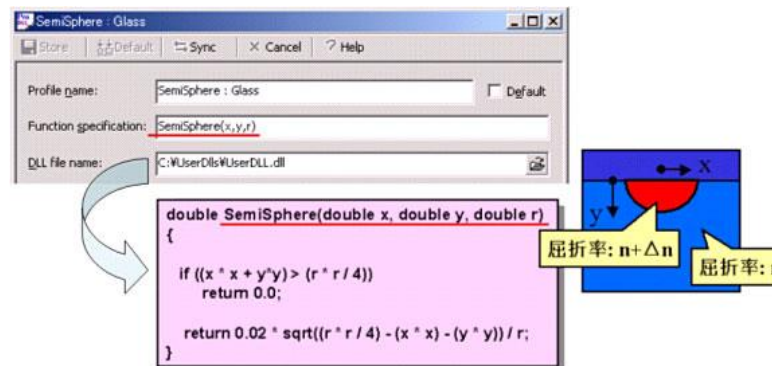 SemiSphere : Glass
Store Default Sync Cancel Help
Profile name: SemiSphere : Glass Default
Function specification: SemiSphere(x,y,r)
DLL file name: C:¥UserDlls¥UserDLL.dll
double SemiSphere(double x, double y, double r)
{
if ((x * x + y*y) > (r * r / 4))
return 0.0;
return 0.02 * sqrt((r * r / 4) - (x * x) - (y * y)) / r;
}
x
y
屈折率: n+Δn
屈折率: